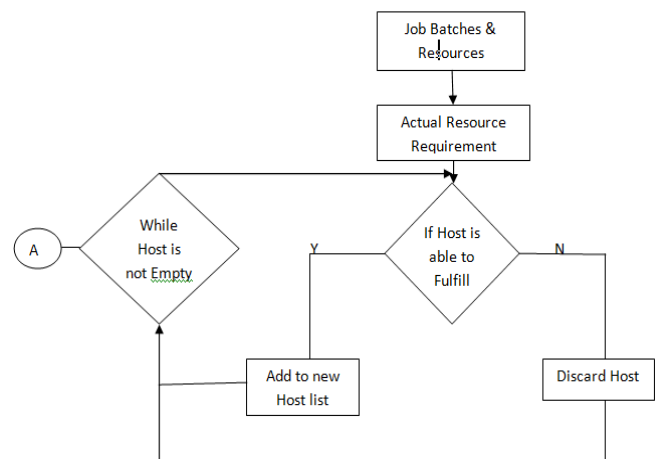 Job Batches &
Resources
Actual Resource
Requirement
While
Host is
not Empty
A
If Host is
able to
Fulfill
Y
N
Add to new
Host list
Discard Host